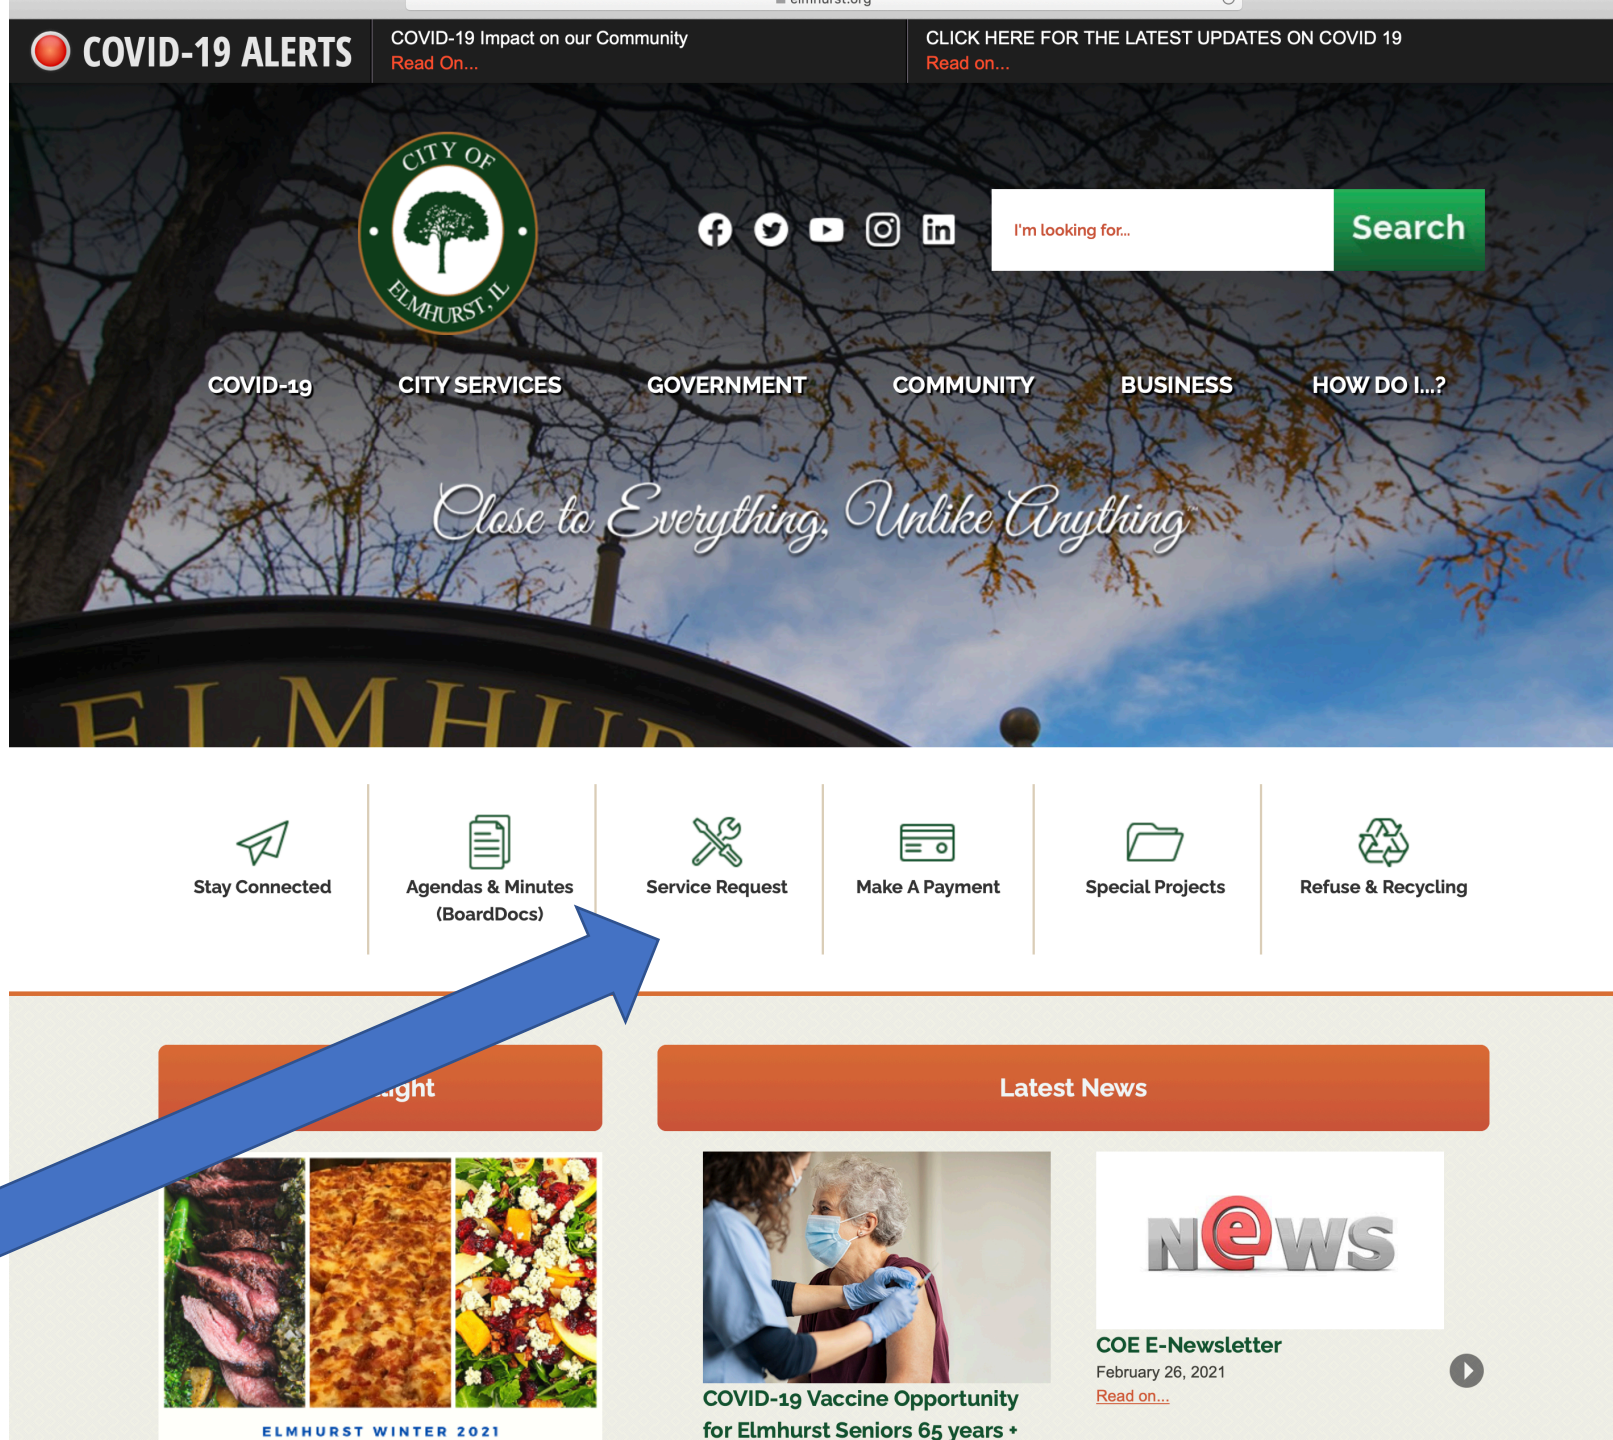 elmhurst.org
COVID-19 ALERTS
COVID-19 Impact on our Community
Read On...
CLICK HERE FOR THE LATEST UPDATES ON COVID 19
Read on...
CITY OF
ELMHURST, IL
I'm looking for...
Search
COVID-19
CITY SERVICES
GOVERNMENT
COMMUNITY
BUSINESS
HOW DO I...?
Close to Everything, Unlike Anything™
ELMHUR
Stay Connected
Agendas & Minutes
(BoardDocs)
Service Request
Make A Payment
Special Projects
Refuse & Recycling
Latest News
NEWS
COE E-Newsletter
February 26, 2021
Read on...
COVID-19 Vaccine Opportunity
for Elmhurst Seniors 65 years +
ELMHURST WINTER 2021